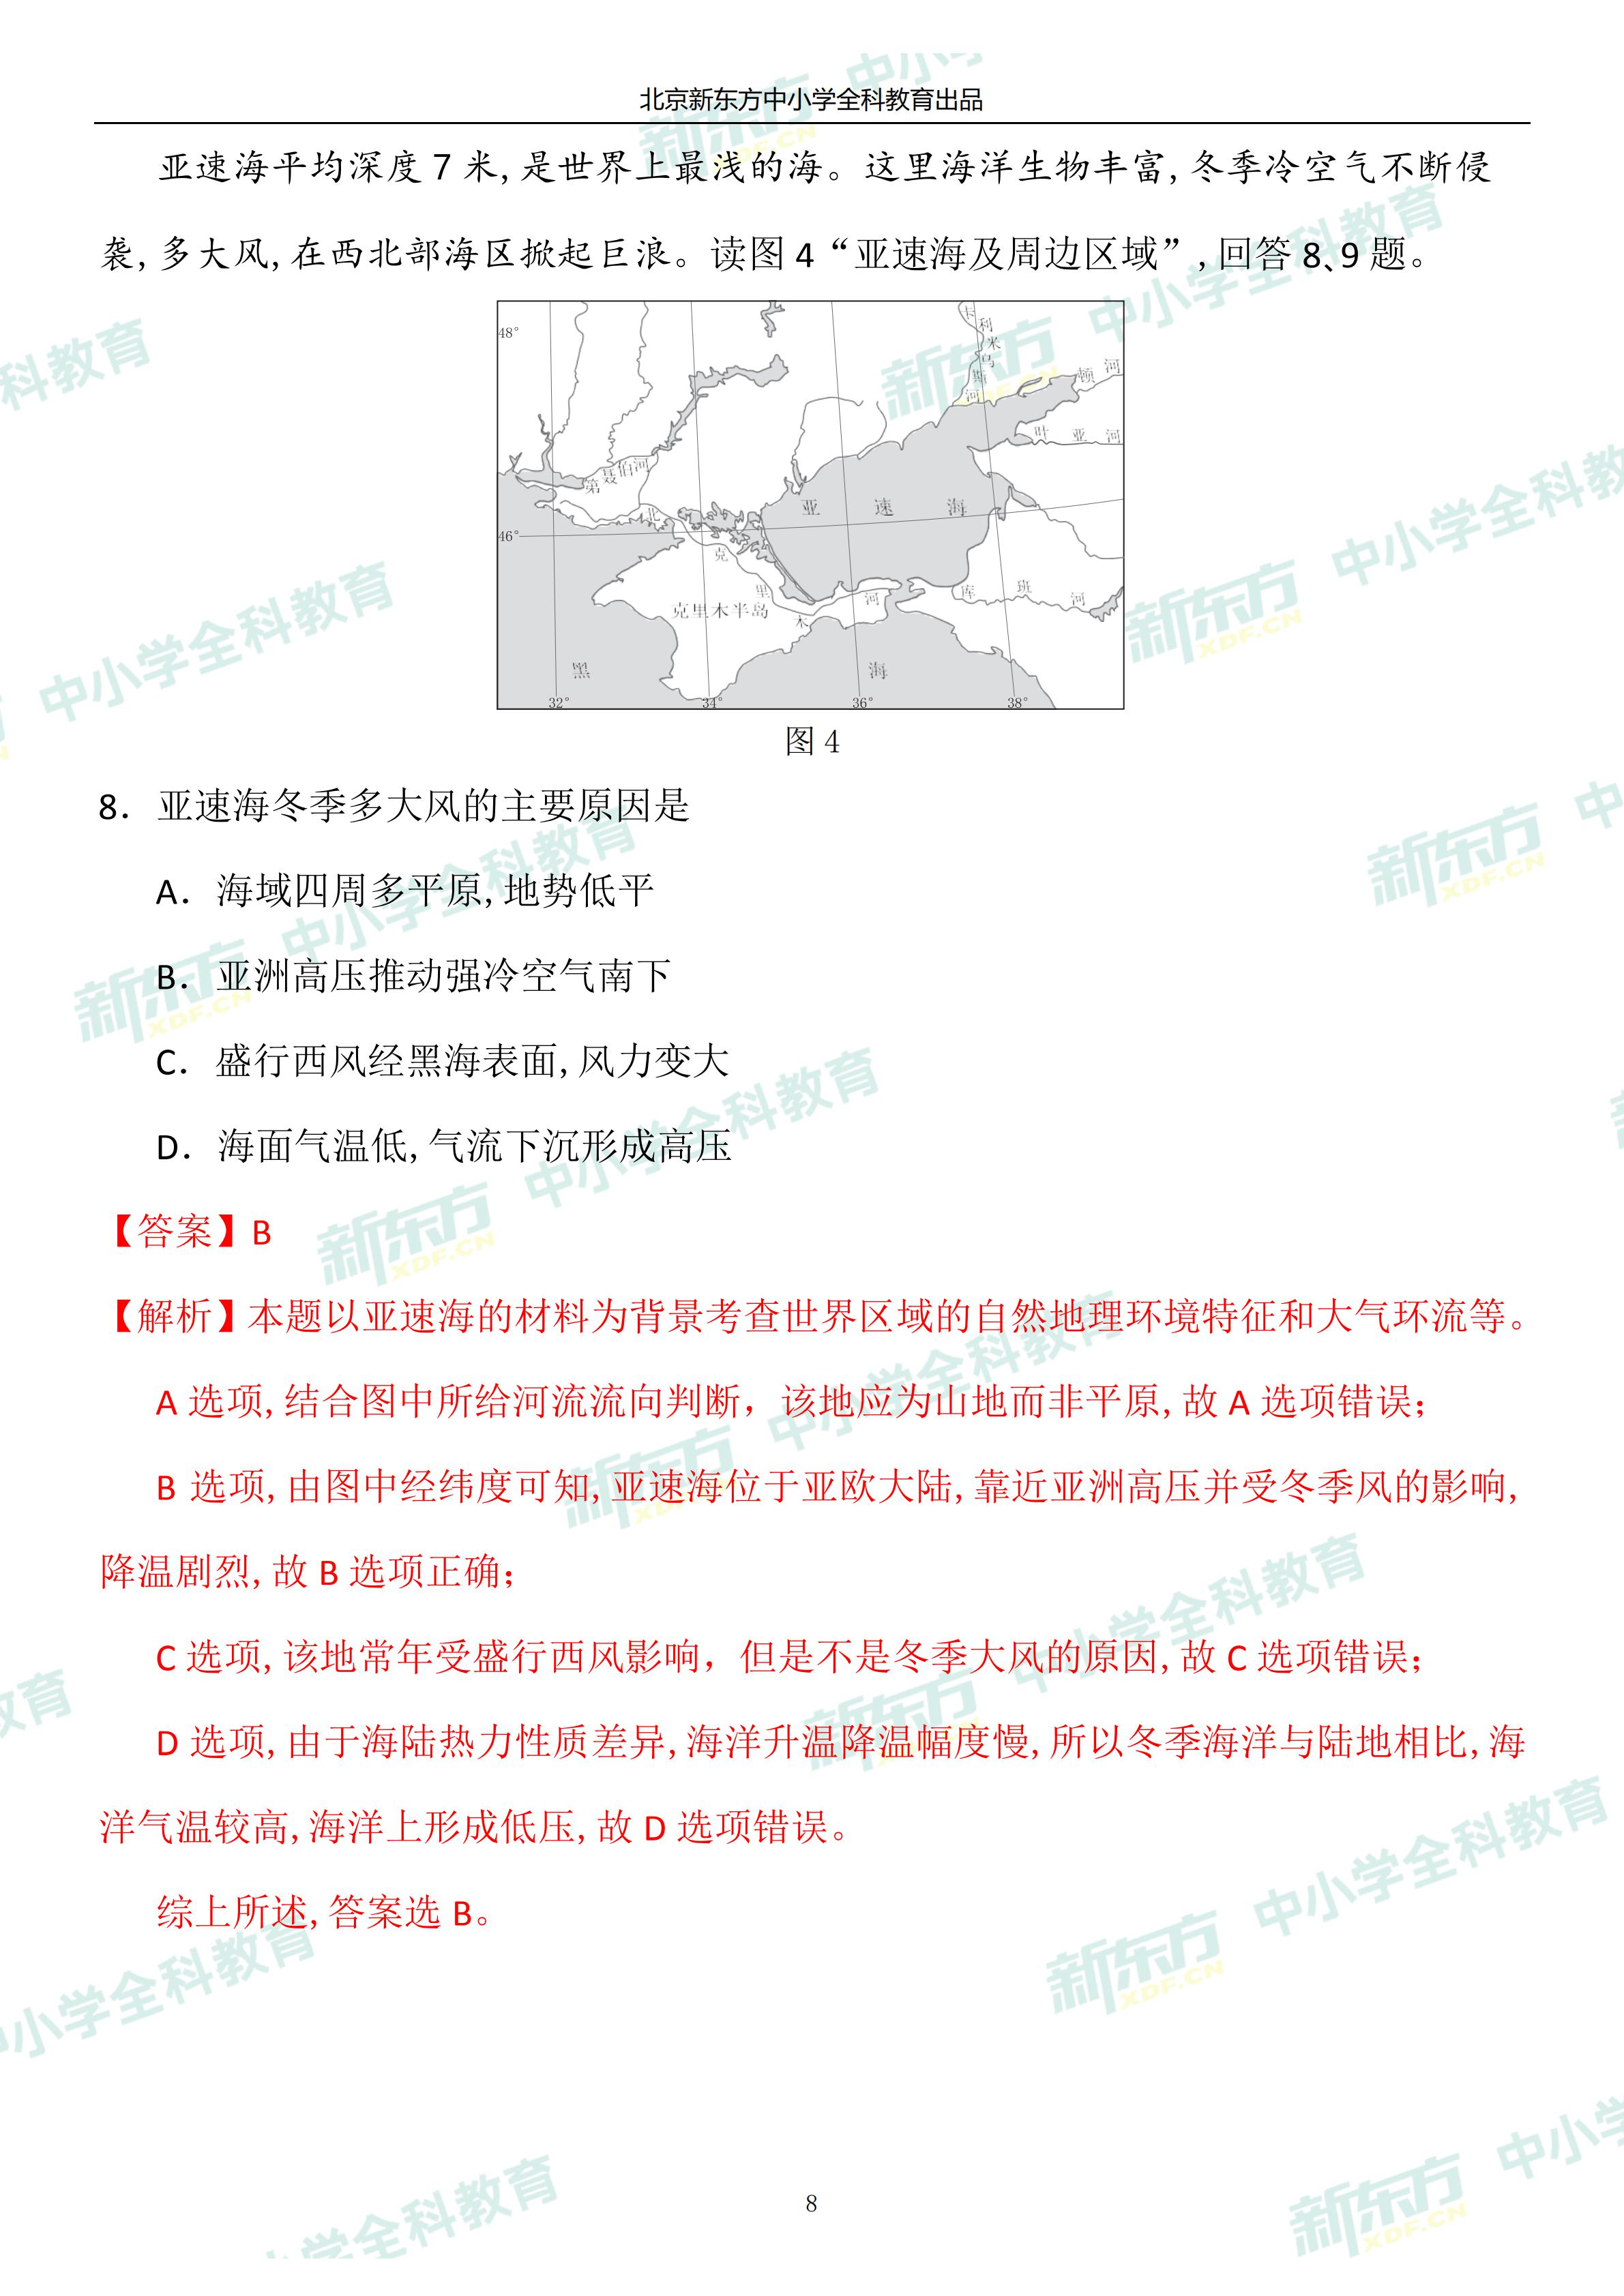 北京新东方中小学全科教育出品
亚速海平均深度 7 米,是世界上最浅的海。这里海洋生物丰富,冬季冷空气不断侵
袭,多大风,在西北部海区掀起巨浪。读图 4“亚速海及周边区域”,回答 8、9 题。
48°
46°
32°
34°
36°
38°
卡利米乌斯河
顿河
叶亚河
第聂伯河
亚速海
北克里木河
克里木半岛
库班河
黑海
图 4
8. 亚速海冬季多大风的主要原因是
A. 海域四周多平原,地势低平
B. 亚洲高压推动强冷空气南下
C. 盛行西风经黑海表面,风力变大
D. 海面气温低,气流下沉形成高压
【答案】B
【解析】本题以亚速海的材料为背景考查世界区域的自然地理环境特征和大气环流等。
A 选项,结合图中所给河流流向判断，该地应为山地而非平原,故 A 选项错误；
B 选项,由图中经纬度可知,亚速海位于亚欧大陆,靠近亚洲高压并受冬季风的影响,
降温剧烈,故 B 选项正确；
C 选项,该地常年受盛行西风影响，但是不是冬季大风的原因,故 C 选项错误；
D 选项,由于海陆热力性质差异,海洋升温降温幅度慢,所以冬季海洋与陆地相比,海
洋气温较高,海洋上形成低压,故 D 选项错误。
综上所述,答案选 B。
8
新东方 XDF.CN 中小学全科教育